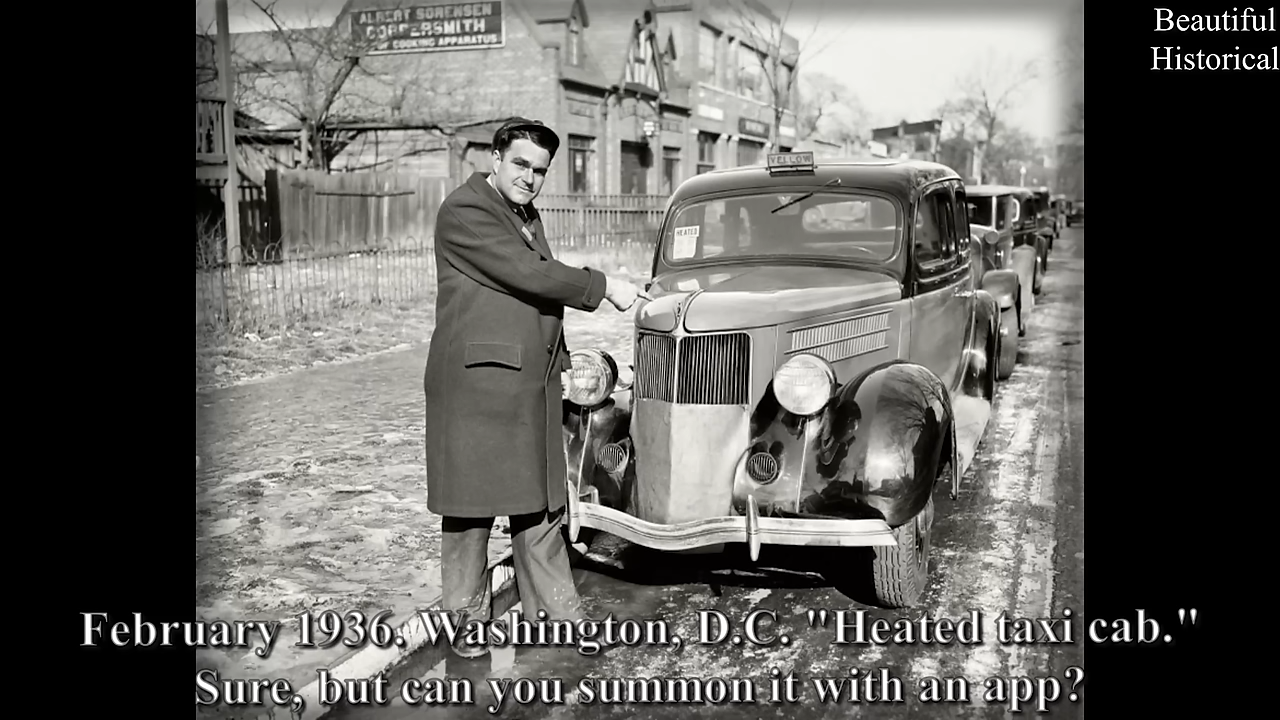 Beautiful
Historical
ALBERT SORENSEN
COPPERSMITH
COOKING APPARATUS
YELLOW
HEATED
February 1936. Washington, D.C. "Heated taxi cab."
Sure, but can you summon it with an app?